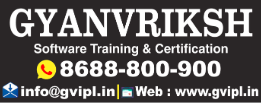 GYANVRIKSH
Software Training & Certification
8688-800-900
info@gvipl.in | Web : www.gvipl.in